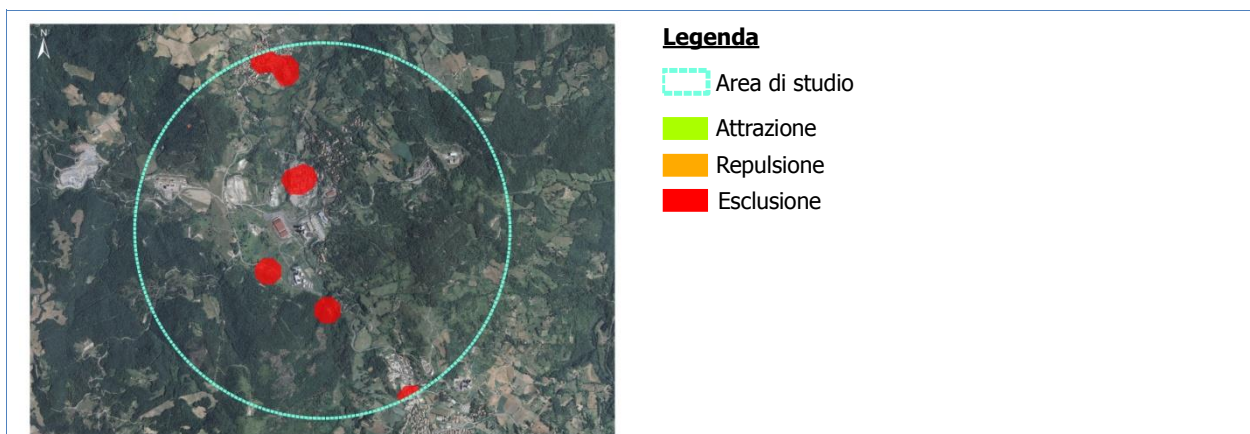 N
Legenda
Area di studio
Attrazione
Repulsione
Esclusione